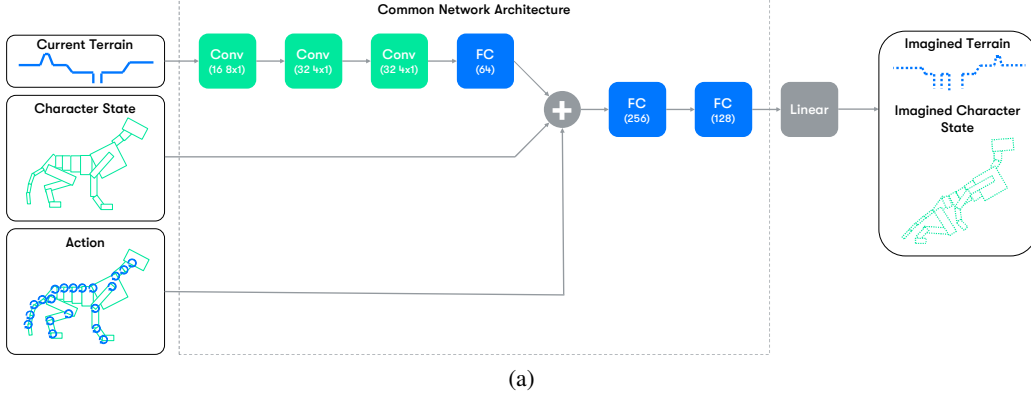 Common Network Architecture
Current Terrain
Conv
(16 8x1)
Conv
(32 4x1)
Conv
(32 4x1)
FC
(64)
Character State
Action
FC
(256)
FC
(128)
Linear
Imagined Terrain
Imagined Character
State
(a)